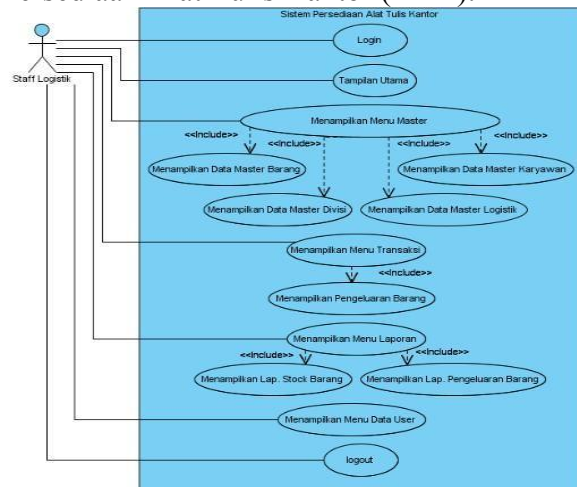 Sistem Persediaan Alat Tulis Kantor
Login
Staff Logistik
Tampilan Utama
Menampilkan Menu Master
<<Include>>
<<Include>>
<<Include>>
<<Include>>
Menampilkan Data Master Barang
Menampilkan Data Master Karyawan
Menampilkan Data Master Divisi
Menampilkan Data Master Logistik
Menampilkan Menu Transaksi
<<Include>>
Menampilkan Pengeluaran Barang
Menampilkan Menu Laporan
<<Include>>
<<Include>>
Menampilkan Lap. Stock Barang
Menampilkan Lap. Pengeluaran Barang
Menampilkan Menu Data User
logout